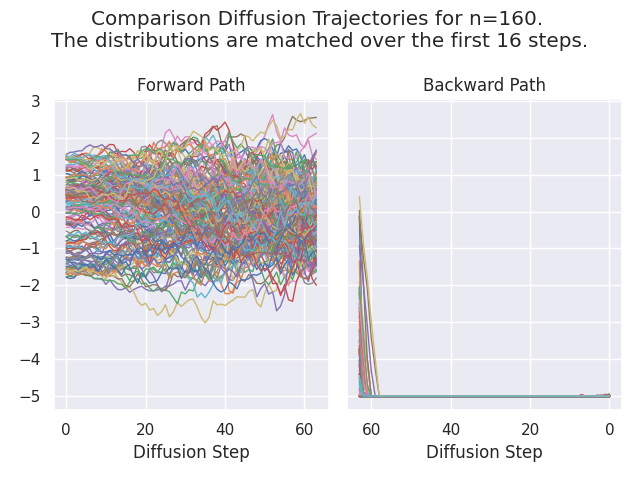 Comparison Diffusion Trajectories for n=160.
The distributions are matched over the first 16 steps.
Forward Path
Backward Path
3
2
1
0
−1
−2
−3
−4
−5
0 20 40 60
60 40 20 0
Diffusion Step
Diffusion Step